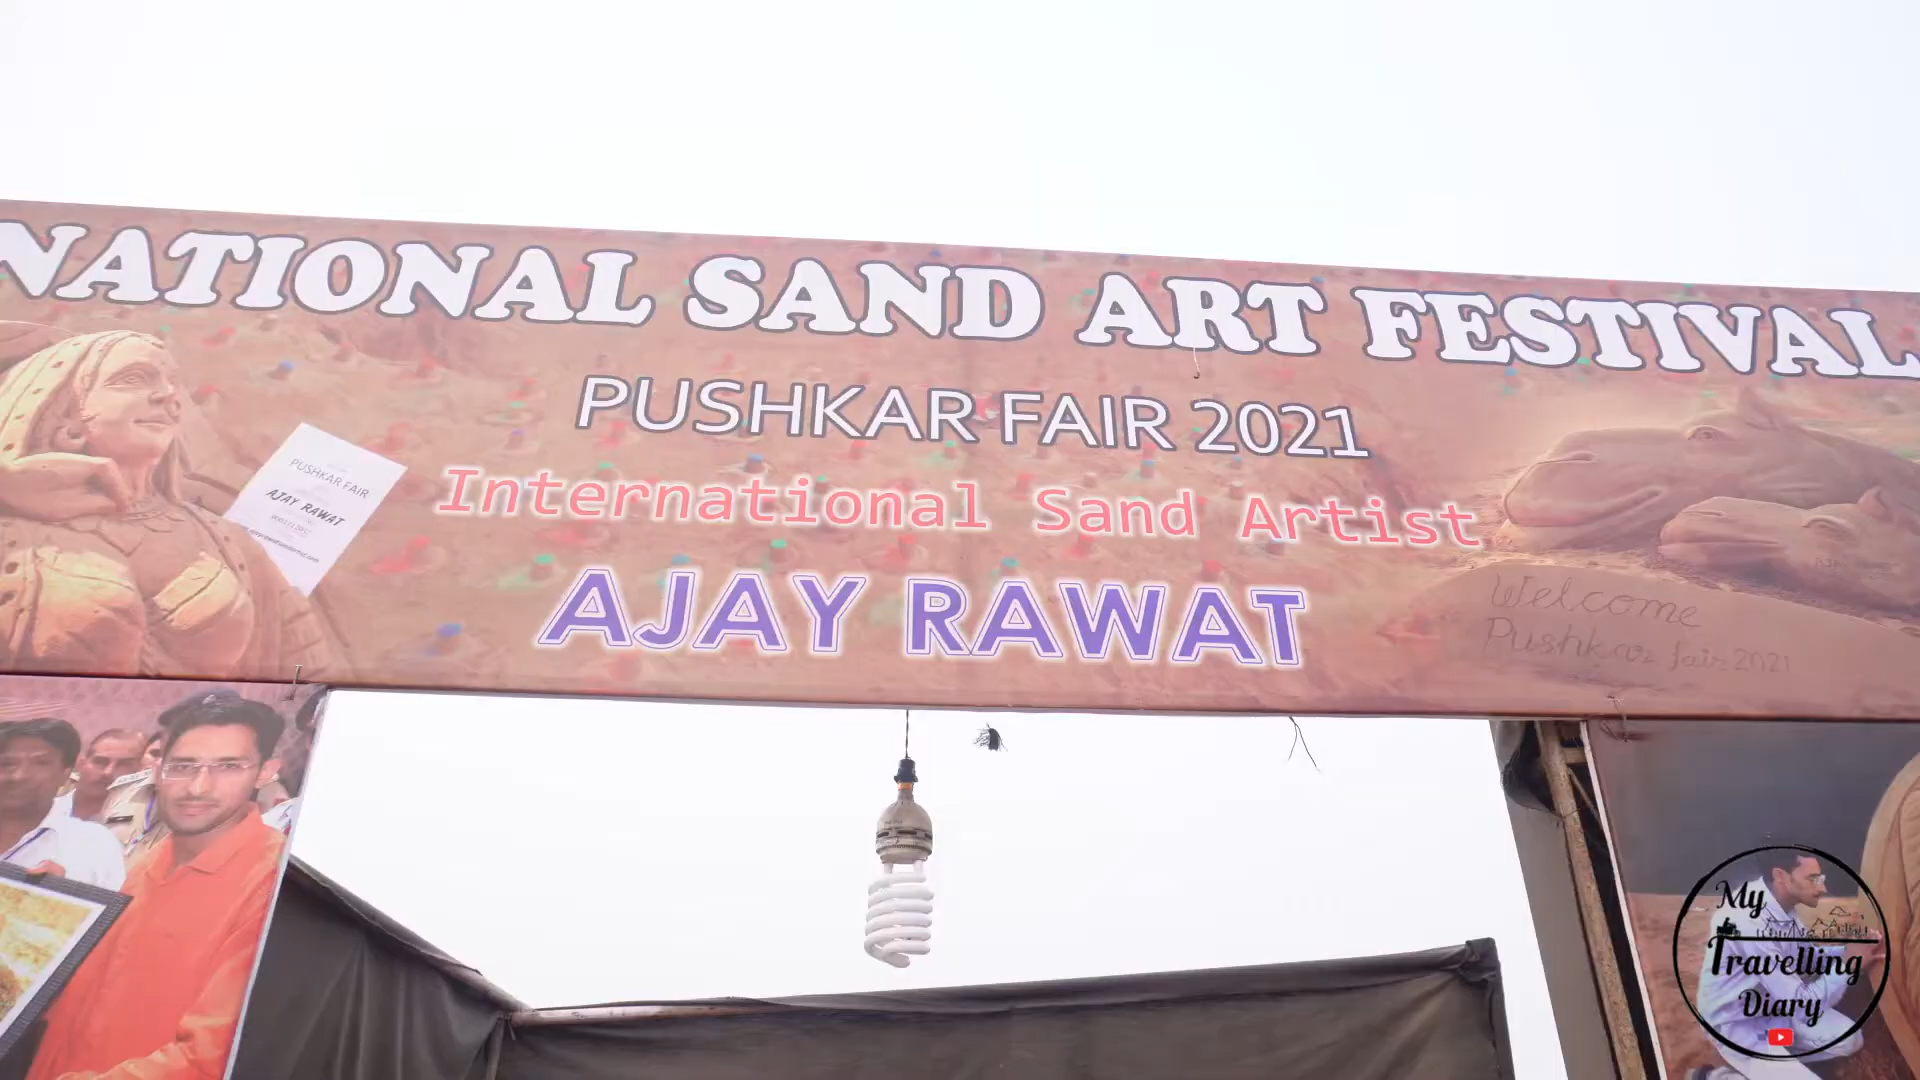 NATIONAL SAND ART FESTIVAL
PUSHKAR FAIR 2021
International Sand Artist
AJAY RAWAT
PUSHKAR FAIR
AJAY RAWAT
Welcome
Pushkar fair 2021
My
Travelling
Diary